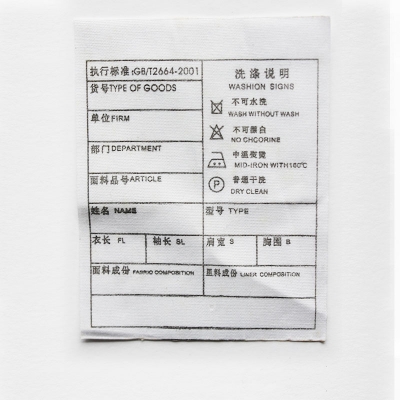 执行标准:GB/T2664-2001
货号TYPE OF GOODS
单位FIRM
部门DEPARTMENT
面料品号ARTICLE
洗涤说明
WASHION SIGNS
不可水洗
WASH WITHOUT WASH
不可漂白
NO CHCORINE
中温熨烫
MID-IRON WITH160℃
P
普通干洗
DRY CLEAN
姓名 NAME
型号 TYPE
衣长 FL
袖长 SL
肩宽 S
胸围 B
面料成份 FABRIC COMPOSITION
里料成份 LINER COMPOSITION